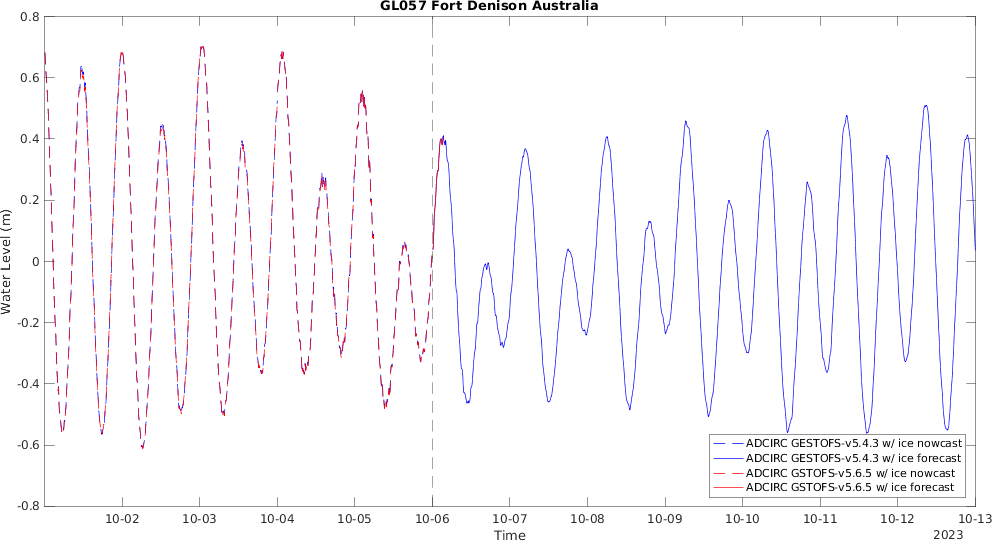 GL057 Fort Denison Australia
0.8
0.6
0.4
0.2
0
-0.2
-0.4
-0.6
-0.8
Water Level (m)
ADCIRC GESTOFS-v5.4.3 w/ ice nowcast
ADCIRC GESTOFS-v5.4.3 w/ ice forecast
ADCIRC GSTOFS-v5.6.5 w/ ice nowcast
ADCIRC GSTOFS-v5.6.5 w/ ice forecast
10-02 10-03 10-04 10-05 10-06 10-07 10-08 10-09 10-10 10-11 10-12 10-13
Time 2023